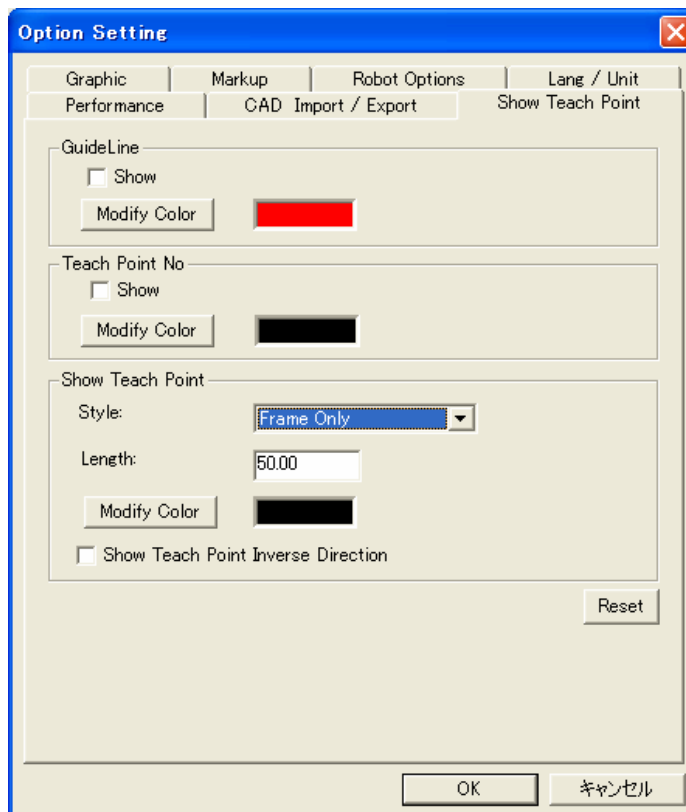 Option Setting
Graphic Markup Robot Options Lang / Unit
Performance CAD Import / Export Show Teach Point
GuideLine
Show
Modify Color
Teach Point No
Show
Modify Color
Show Teach Point
Style: Frame Only
Length: 50.00
Modify Color
Show Teach Point Inverse Direction
Reset
OK キャンセル